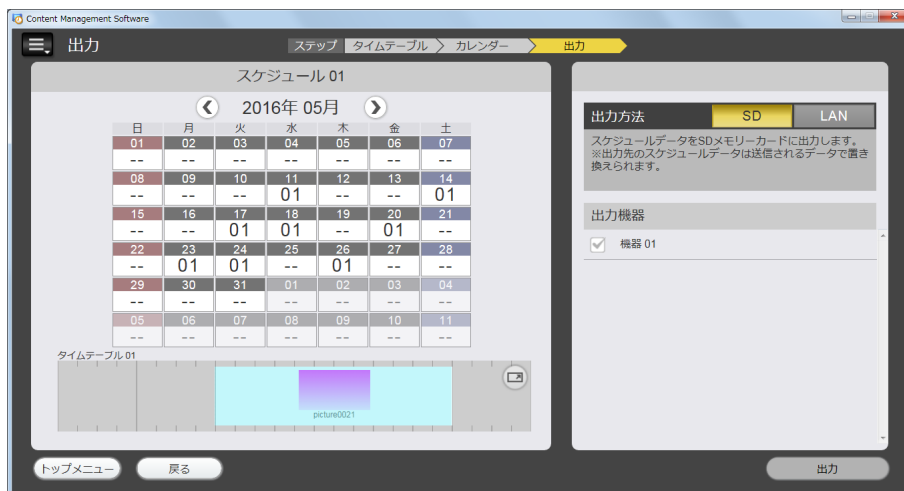 Content Management Software
出力
ステップ タイムテーブル カレンダー 出力
スケジュール 01
2016年 05月
日 月 火 水 木 金 土
01 02 03 04 05 06 07
-- -- -- -- -- -- --
08 09 10 11 12 13 14
-- -- -- 01 -- -- 01
15 16 17 18 19 20 21
-- -- 01 01 -- 01 --
22 23 24 25 26 27 28
-- 01 01 -- 01 -- --
29 30 31 01 02 03 04
-- -- -- -- -- -- --
05 06 07 08 09 10 11
-- -- -- -- -- -- --
タイムテーブル 01
picture0021
出力方法 SD LAN
スケジュールデータをSDメモリーカードに出力します。
※出力先のスケジュールデータは送信されるデータで置き
換えられます。
出力機器
機器 01
トップメニュー 戻る 出力